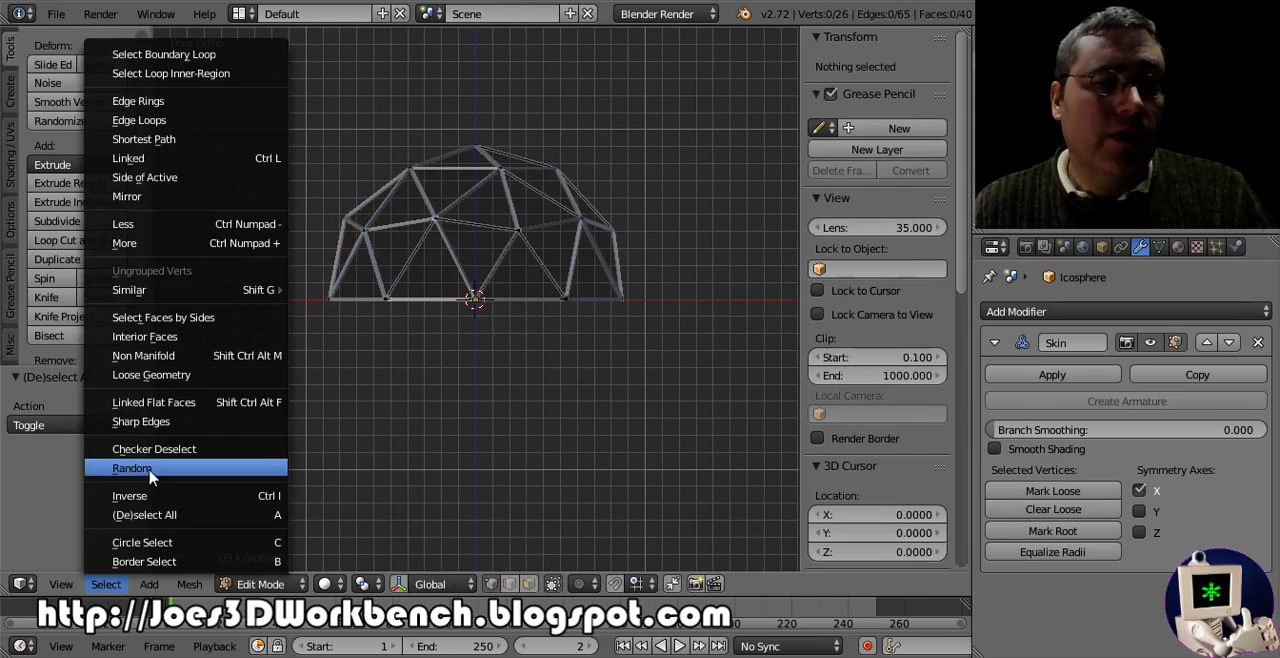 File Render Window Help Default Scene Blender Render v2.72 | Verts:0/26 | Edges:0/65 | Faces:0/40
Tools
Create
Shading / UVs
Options
Grease Pencil
Misc
Deform:
Slide Ed
Noise
Smooth
Randomize
Add:
Extrude
Extrude
Extrude
Subdivide
Loop Cut
Duplicate
Spin
Knife
Knife
Bisect
Remove:
(De)select
Action
Toggle
Select Boundary Loop
Select Loop Inner-Region
Edge Rings
Edge Loops
Shortest Path
Linked Ctrl L
Side of Active
Mirror
Less Ctrl Numpad -
More Ctrl Numpad +
Ungrouped Verts
Similar Shift G
Select Faces by Sides
Interior Faces
Non Manifold Shift Ctrl Alt M
Loose Geometry
Linked Flat Faces Shift Ctrl Alt F
Sharp Edges
Checker Deselect
Random
Inverse Ctrl I
(De)select All A
Circle Select C
Border Select B
Transform
Nothing selected
Grease Pencil
New
New Layer
Delete Fra... Convert
View
Lens: 35.000
Lock to Object:
Lock to Cursor
Lock Camera to View
Clip:
Start: 0.100
End: 1000.000
Local Camera:
Render Border
3D Cursor
Location:
X: 0.0000
Y: 0.0000
Z: 0.0000
Icosphere
Add Modifier
Skin
Apply Copy
Create Armature
Branch Smoothing: 0.000
Smooth Shading
Selected Vertices: Symmetry Axes:
Mark Loose X
Clear Loose Y
Mark Root Z
Equalize Radii
View Select Add Mesh Edit Mode Global
http://Joes3DWorkbench.blogspot.com
220 240 260
View Marker Frame Playback Start: 1 End: 250 2 No Sync